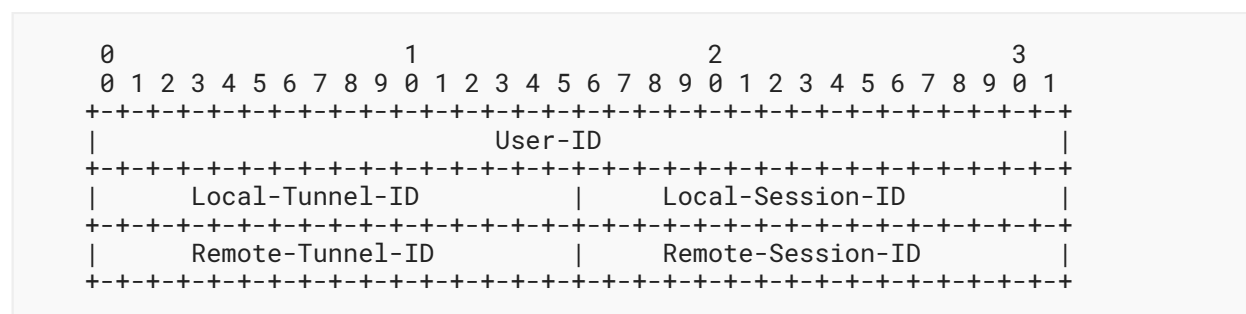 0                   1                   2                   3
 0 1 2 3 4 5 6 7 8 9 0 1 2 3 4 5 6 7 8 9 0 1 2 3 4 5 6 7 8 9 0 1
+-+-+-+-+-+-+-+-+-+-+-+-+-+-+-+-+-+-+-+-+-+-+-+-+-+-+-+-+-+-+-+-+
|                          User-ID                              |
+-+-+-+-+-+-+-+-+-+-+-+-+-+-+-+-+-+-+-+-+-+-+-+-+-+-+-+-+-+-+-+-+
|      Local-Tunnel-ID          |     Local-Session-ID          |
+-+-+-+-+-+-+-+-+-+-+-+-+-+-+-+-+-+-+-+-+-+-+-+-+-+-+-+-+-+-+-+-+
|      Remote-Tunnel-ID         |     Remote-Session-ID         |
+-+-+-+-+-+-+-+-+-+-+-+-+-+-+-+-+-+-+-+-+-+-+-+-+-+-+-+-+-+-+-+-+